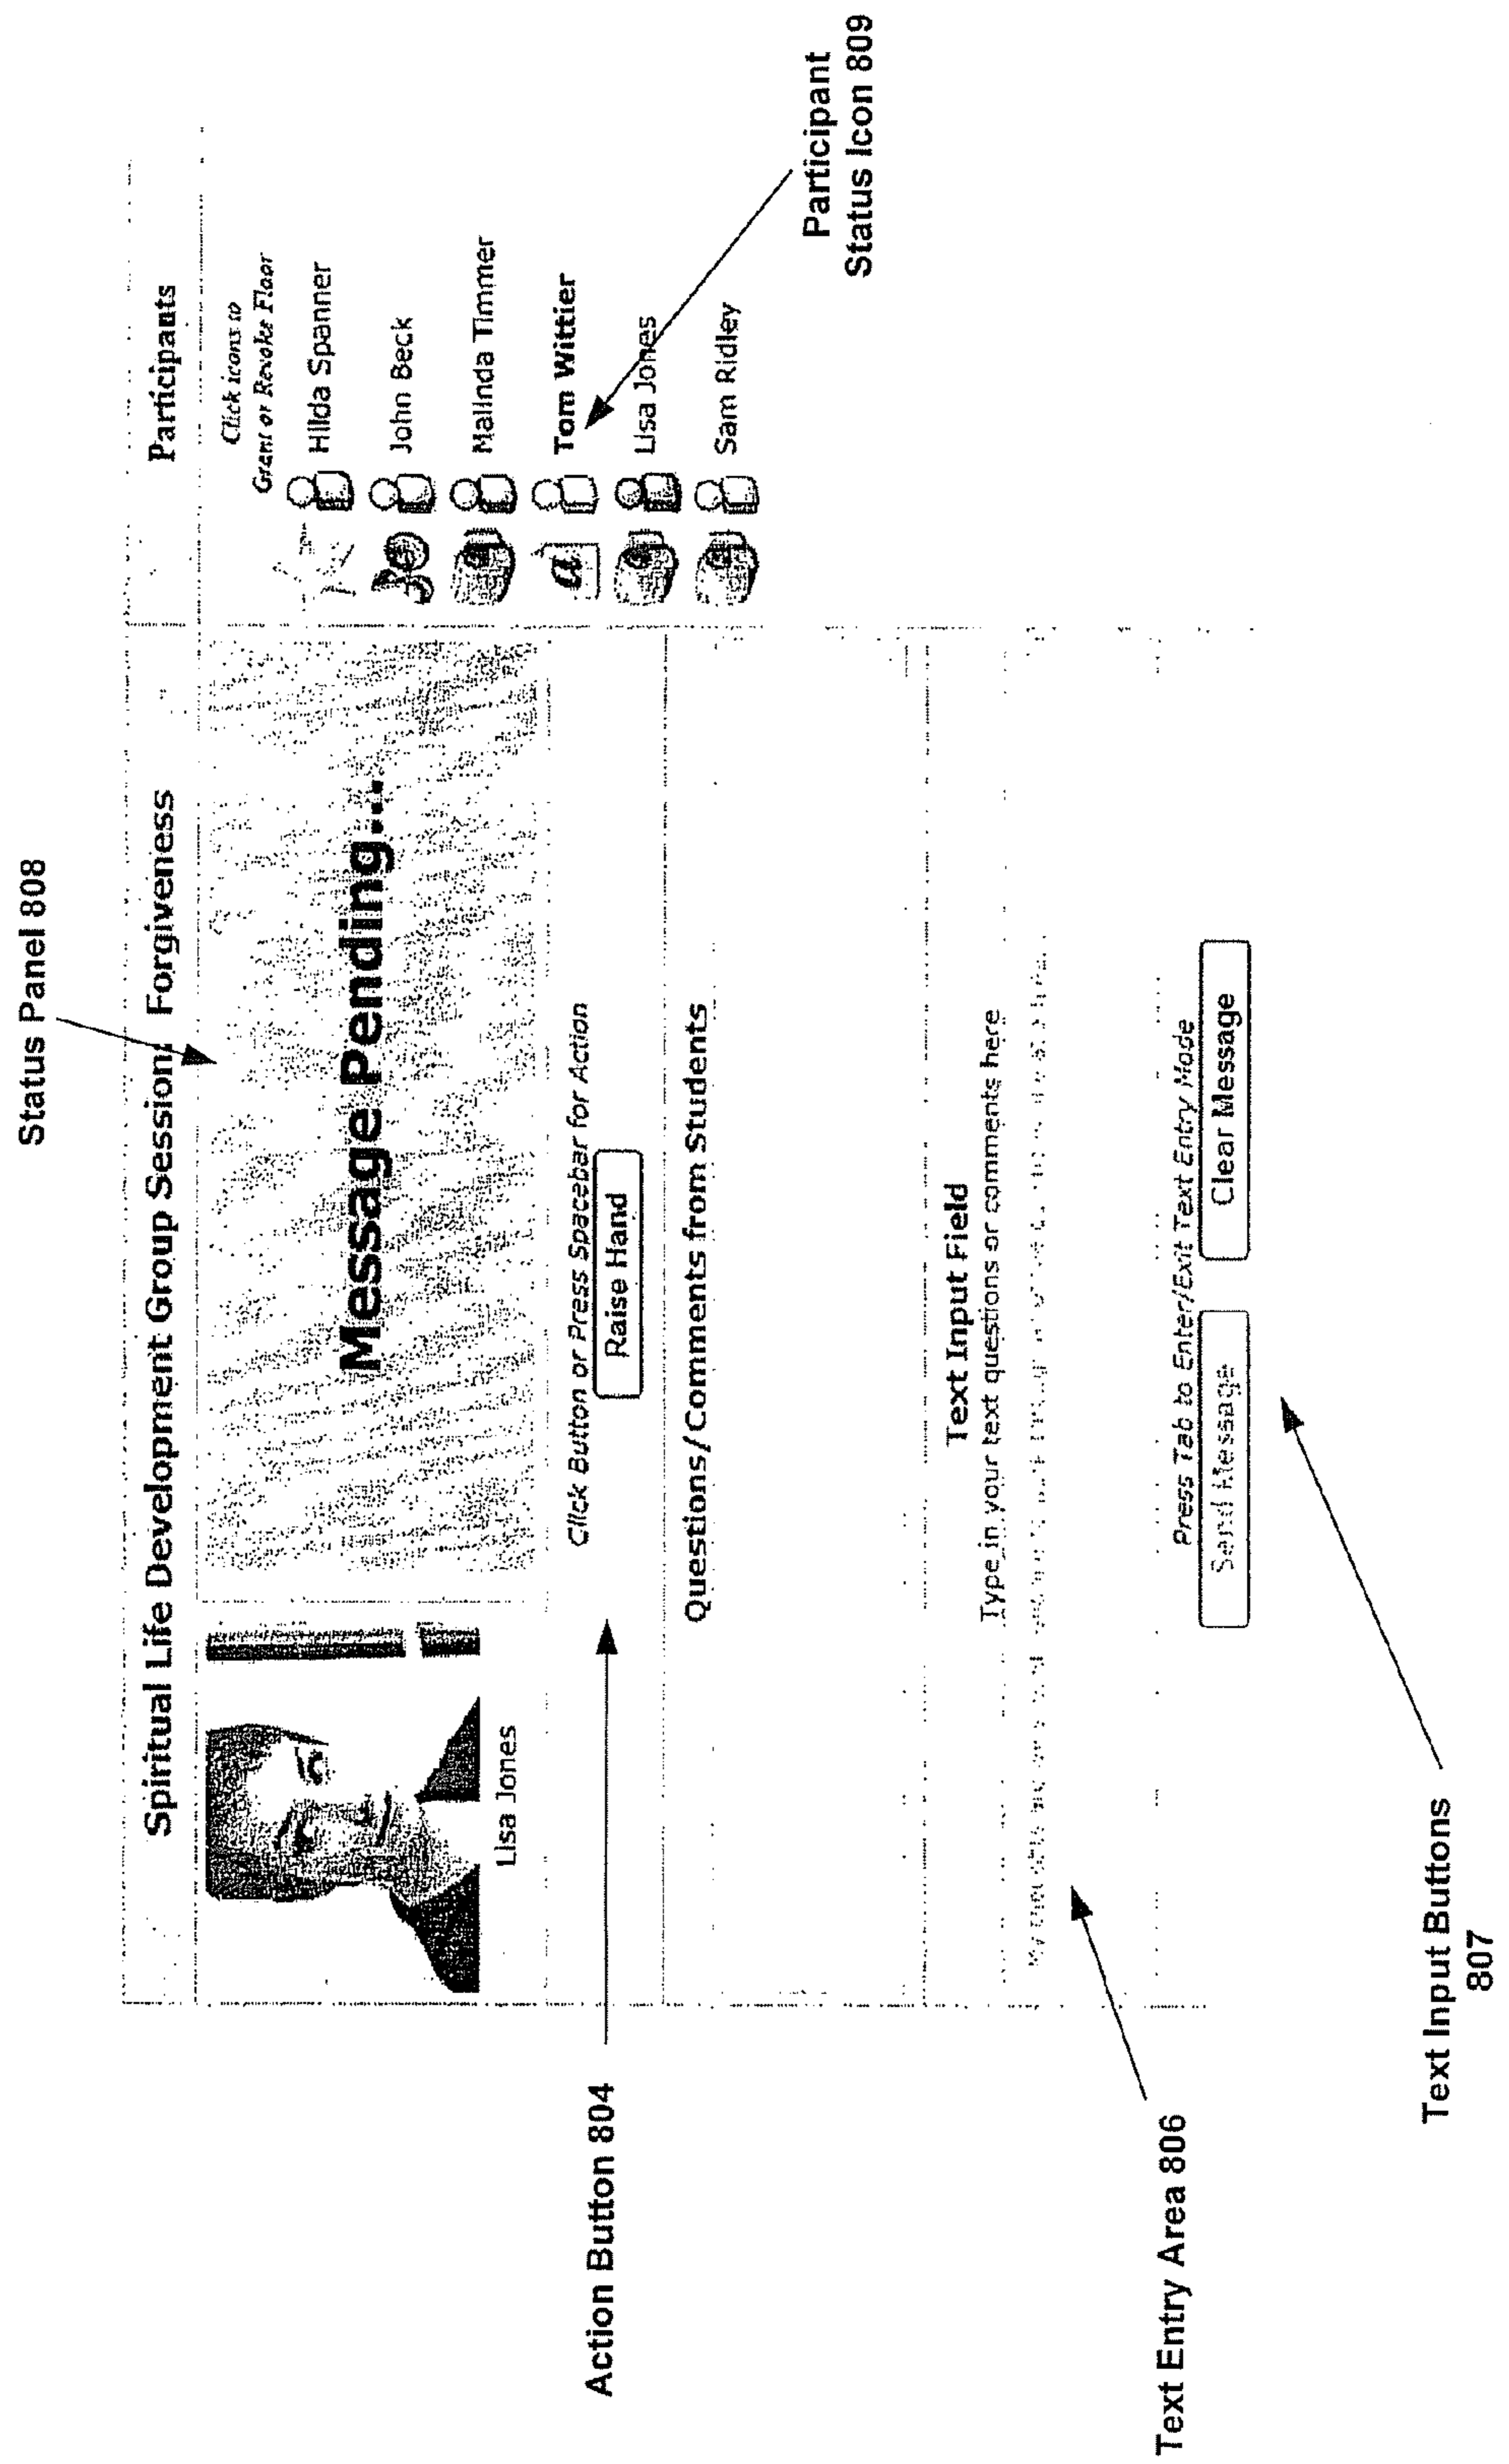 Status Panel 808
Spiritual Life Development Group Session: Forgiveness
Participants
Click icons to
Grant or Revoke Floor
Hilda Spanner
John Beck
Malinda Timmer
Tom Wittier
Lisa Jones
Sam Ridley
a
Message Pending...
Lisa Jones
Click Button or Press Spacebar for Action
Raise Hand
Questions/Comments from Students
Text Input Field
Type in your text questions or comments here
Press Tab to Enter/Exit Text Entry Mode
Send Message
Clear Message
Participant
Status Icon 809
Action Button 804
Text Entry Area 806
Text Input Buttons
807